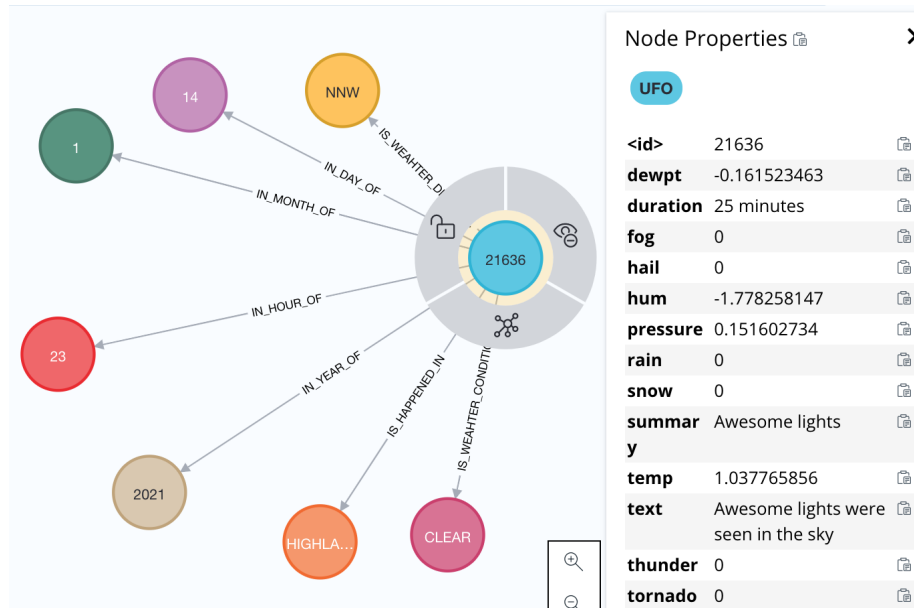 Node Properties
UFO
<id> 21636
dewpt -0.161523463
duration 25 minutes
fog 0
hail 0
hum -1.778258147
pressure 0.151602734
rain 0
snow 0
summar
y Awesome lights
temp 1.037765856
text Awesome lights were
seen in the sky
thunder 0
tornado 0
NNW
14
1
IS_WEAHTER_DI
IN_DAY_OF
IN_MONTH_OF
21636
IN_HOUR_OF
23
IN_YEAR_OF
IS_HAPPENED_IN
IS_WEAHTER_CONDITIO
2021
HIGHLA...
CLEAR